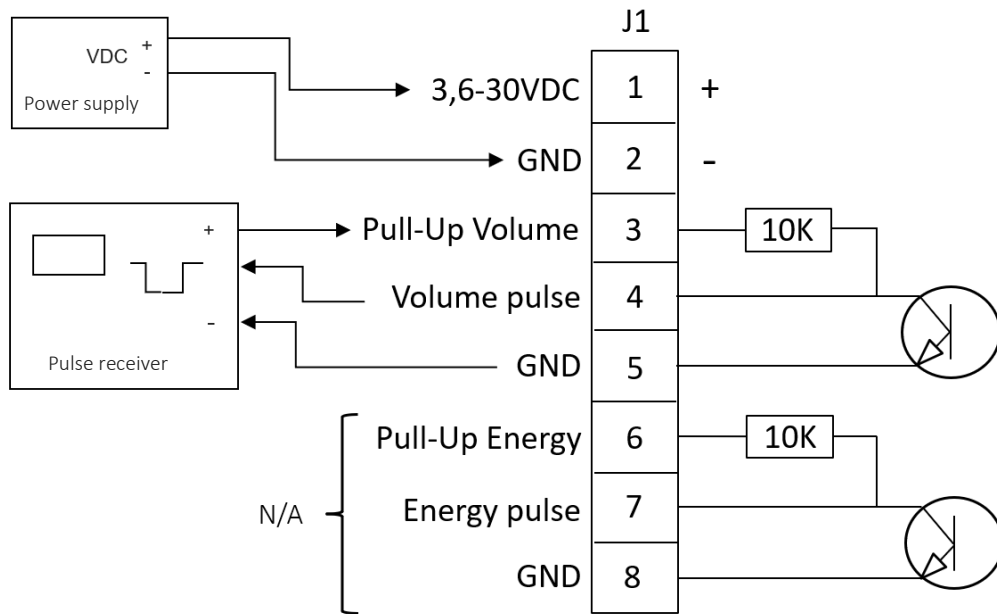 J1
VDC + -
Power supply
3,6-30VDC 1 +
GND 2 -
Pull-Up Volume 3 10K
+
Volume pulse 4
-
Pulse receiver
GND 5
Pull-Up Energy 6 10K
N/A
Energy pulse 7
GND 8